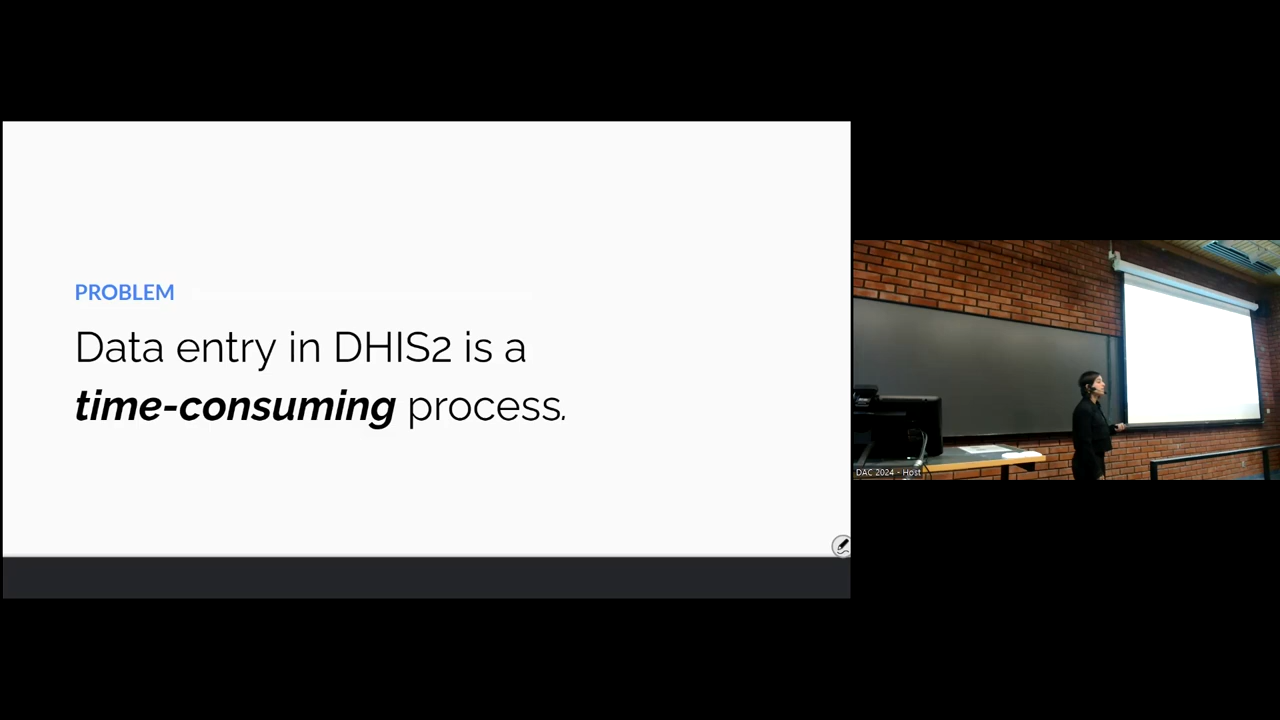 PROBLEM
Data entry in DHIS2 is a
time-consuming process.
DAC 2024 - Host